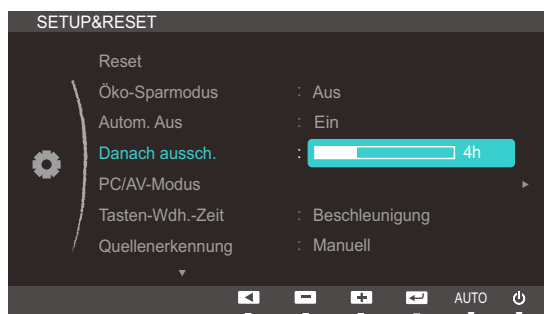 SETUP&RESET
Reset
Öko-Sparmodus : Aus
Autom. Aus : Ein
Danach aussch. : 4h
PC/AV-Modus
Tasten-Wdh.-Zeit : Beschleunigung
Quellenerkennung : Manuell
AUTO